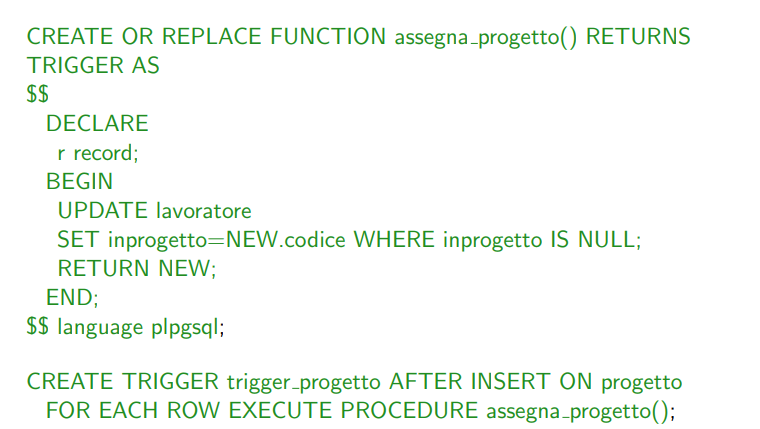 CREATE OR REPLACE FUNCTION assegna_progetto() RETURNS
TRIGGER AS
$$
DECLARE
r record;
BEGIN
UPDATE lavoratore
SET inprogetto=NEW.codice WHERE inprogetto IS NULL;
RETURN NEW;
END;
$$ language plpgsql;
CREATE TRIGGER trigger_progetto AFTER INSERT ON progetto
FOR EACH ROW EXECUTE PROCEDURE assegna_progetto();